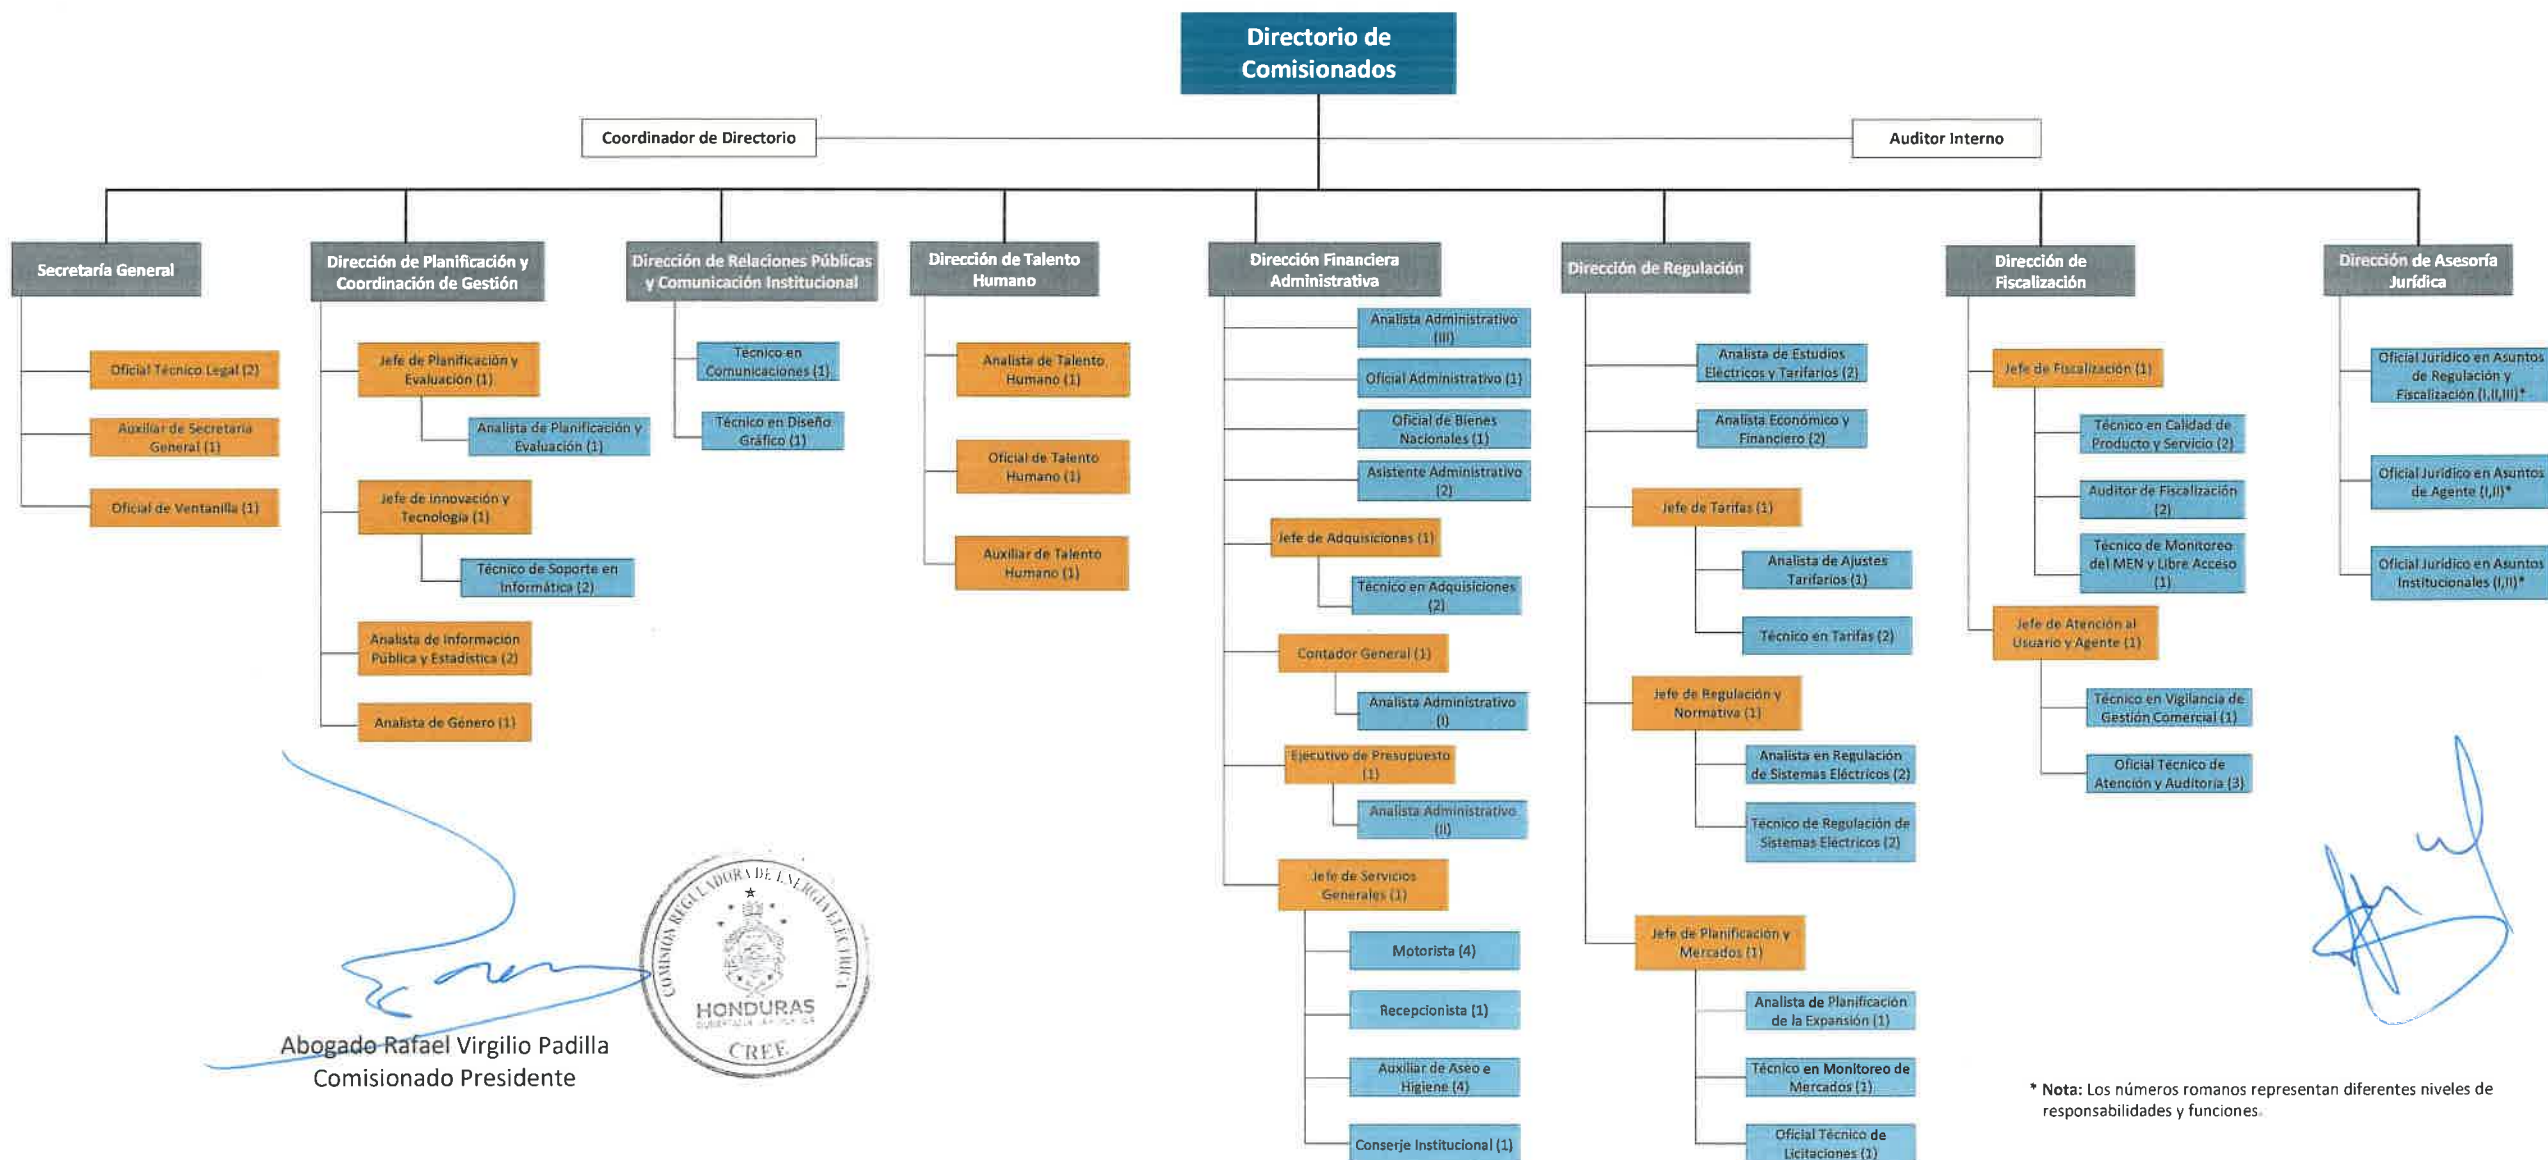 Directorio de
Comisionados
Coordinador de Directorio
Auditor Interno
Secretaría General
Oficial Técnico Legal (2)
Auxiliar de Secretaria
General (1)
Oficial de Ventanilla (1)
Dirección de Planificación y
Coordinación de Gestión
Jefe de Planificación y
Evaluación (1)
Analista de Planificación y
Evaluación (1)
Jefe de Innovación y
Tecnología (1)
Técnico de Soporte en
Informática (2)
Analista de Información
Pública y Estadística (2)
Analista de Género (1)
Dirección de Relaciones Públicas
y Comunicación Institucional
Técnico en
Comunicaciones (1)
Técnico en Diseño
Gráfico (1)
Dirección de Talento
Humano
Analista de Talento
Humano (1)
Oficial de Talento
Humano (1)
Auxiliar de Talento
Humano (1)
Dirección Financiera
Administrativa
Analista Administrativo
(III)
Oficial Administrativo (1)
Oficial de Bienes
Nacionales (1)
Asistente Administrativo
(2)
Jefe de Adquisiciones (1)
Técnico en Adquisiciones
(2)
Contador General (1)
Analista Administrativo
(I)
Ejecutivo de Presupuesto
(1)
Analista Administrativo
(II)
Jefe de Servicios
Generales (1)
Motorista (4)
Recepcionista (1)
Auxiliar de Aseo e
Higiene (4)
Conserje Institucional (1)
Dirección de Regulación
Analista de Estudios
Eléctricos y Tarifarios (2)
Analista Económico y
Financiero (2)
Jefe de Tarifas (1)
Analista de Ajustes
Tarifarios (1)
Técnico en Tarifas (2)
Jefe de Regulación y
Normativa (1)
Analista en Regulación
de Sistemas Eléctricos (2)
Técnico de Regulación de
Sistemas Eléctricos (2)
Jefe de Planificación y
Mercados (1)
Analista de Planificación
de la Expansión (1)
Técnico en Monitoreo de
Mercados (1)
Oficial Técnico de
Licitaciones (1)
Dirección de
Fiscalización
Jefe de Fiscalización (1)
Técnico en Calidad de
Producto y Servicio (2)
Auditor de Fiscalización
(2)
Técnico de Monitoreo
del MEN y Libre Acceso
(1)
Jefe de Atención al
Usuario y Agente (1)
Técnico en Vigilancia de
Gestión Comercial (1)
Oficial Técnico de
Atención y Auditoría (3)
Dirección de Asesoría
Jurídica
Oficial Jurídico en Asuntos
de Regulación y
Fiscalización (I,II,III)*
Oficial Jurídico en Asuntos
de Agente (I,II)*
Oficial Jurídico en Asuntos
Institucionales (I,II)*
COMISIÓN REGULADORA DE ENERGÍA ELÉCTRICA
HONDURAS
CREE
Abogado Rafael Virgilio Padilla
Comisionado Presidente
* Nota: Los números romanos representan diferentes niveles de
responsabilidades y funciones.